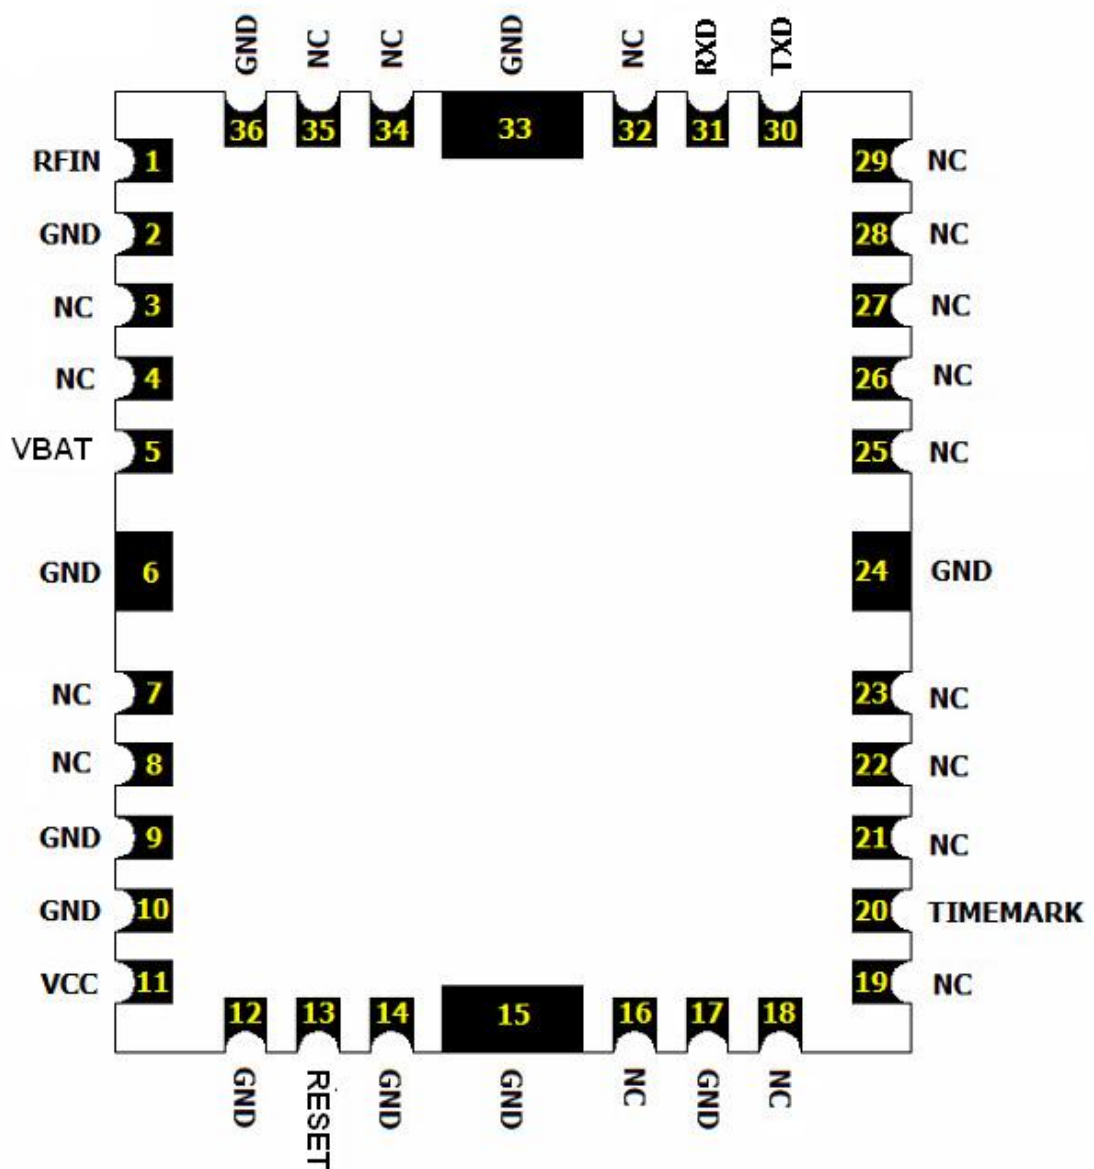 GND NC NC GND NC RXD TXD
36 35 34 33 32 31 30
RFIN 1 29 NC
GND 2 28 NC
NC 3 27 NC
NC 4 26 NC
VBAT 5 25 NC
GND 6 24 GND
NC 7 23 NC
NC 8 22 NC
GND 9 21 NC
GND 10 20 TIMEMARK
VCC 11 19 NC
12 13 14 15 16 17 18
GND RESET GND GND NC GND NC